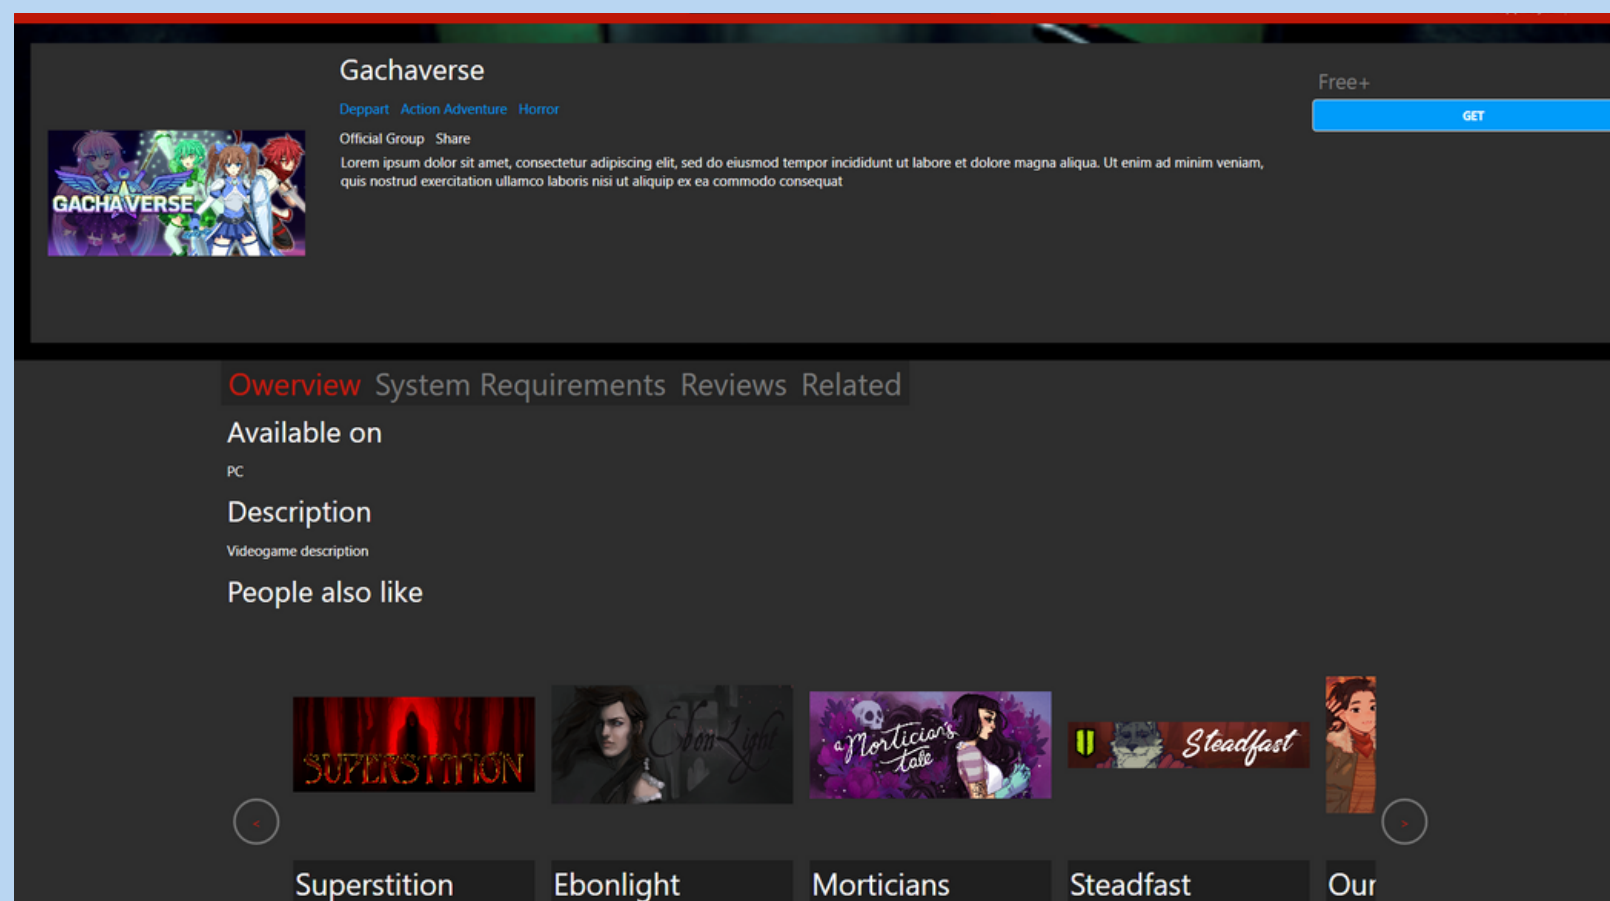 Gachaverse
Free+
Deppart Action Adventure Horror
GET
Official Group Share
Lorem ipsum dolor sit amet, consectetur adipiscing elit, sed do eiusmod tempor incididunt ut labore et dolore magna aliqua. Ut enim ad minim veniam,
quis nostrud exercitation ullamco laboris nisi ut aliquip ex ea commodo consequat
GACHAVERSE
Owerview System Requirements Reviews Related
Available on
PC
Description
Videogame description
People also like
SUPERSTITION
EbonLight
a Mortician's
tale
Steadfast
< >
Superstition Ebonlight Morticians Steadfast Our